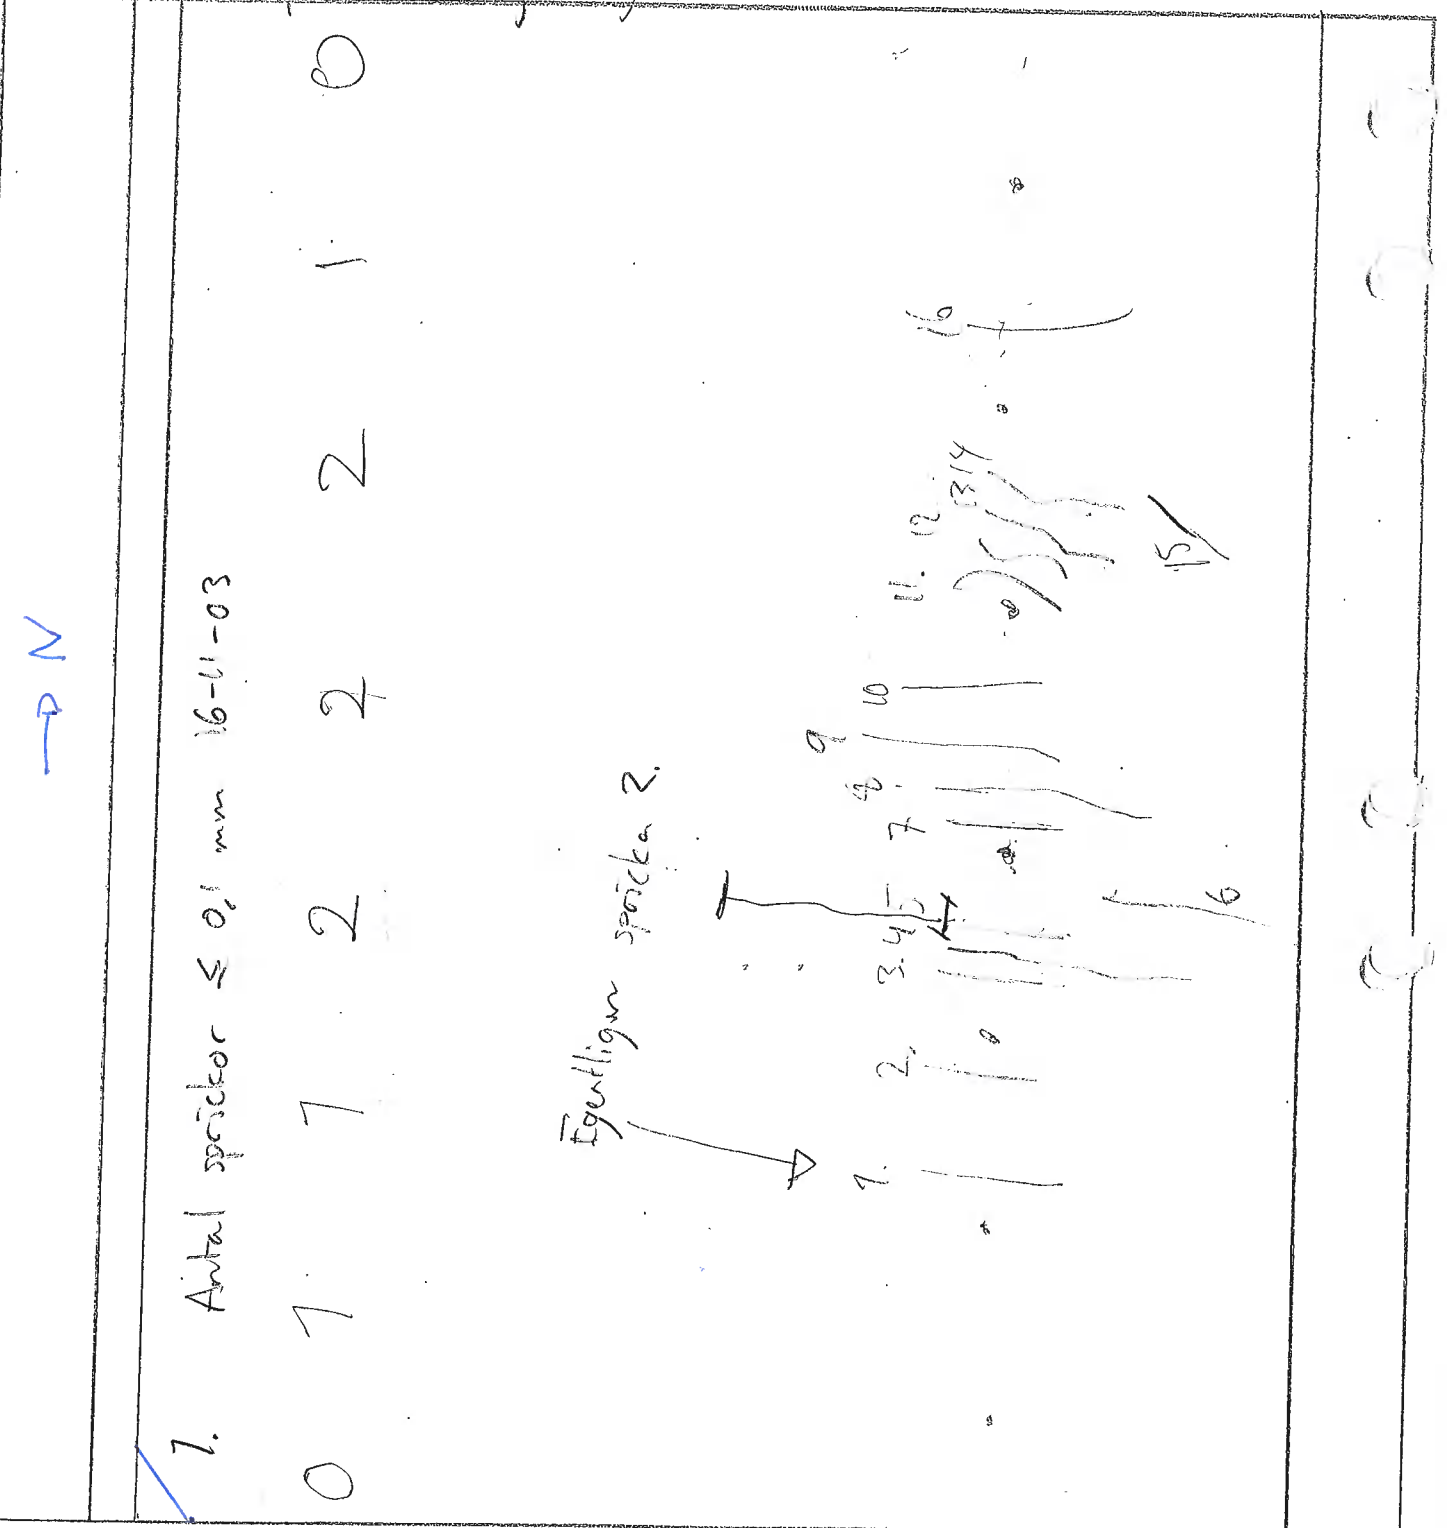 → N
1. Antal sprickor ≤ 0,1 mm 16-11-03
0 1 1 2 2 2 1 0
Egentligen spricka 2.
1. 2. 3. 4 5 7 8 9 10 11. 12 13 14 16
6 15